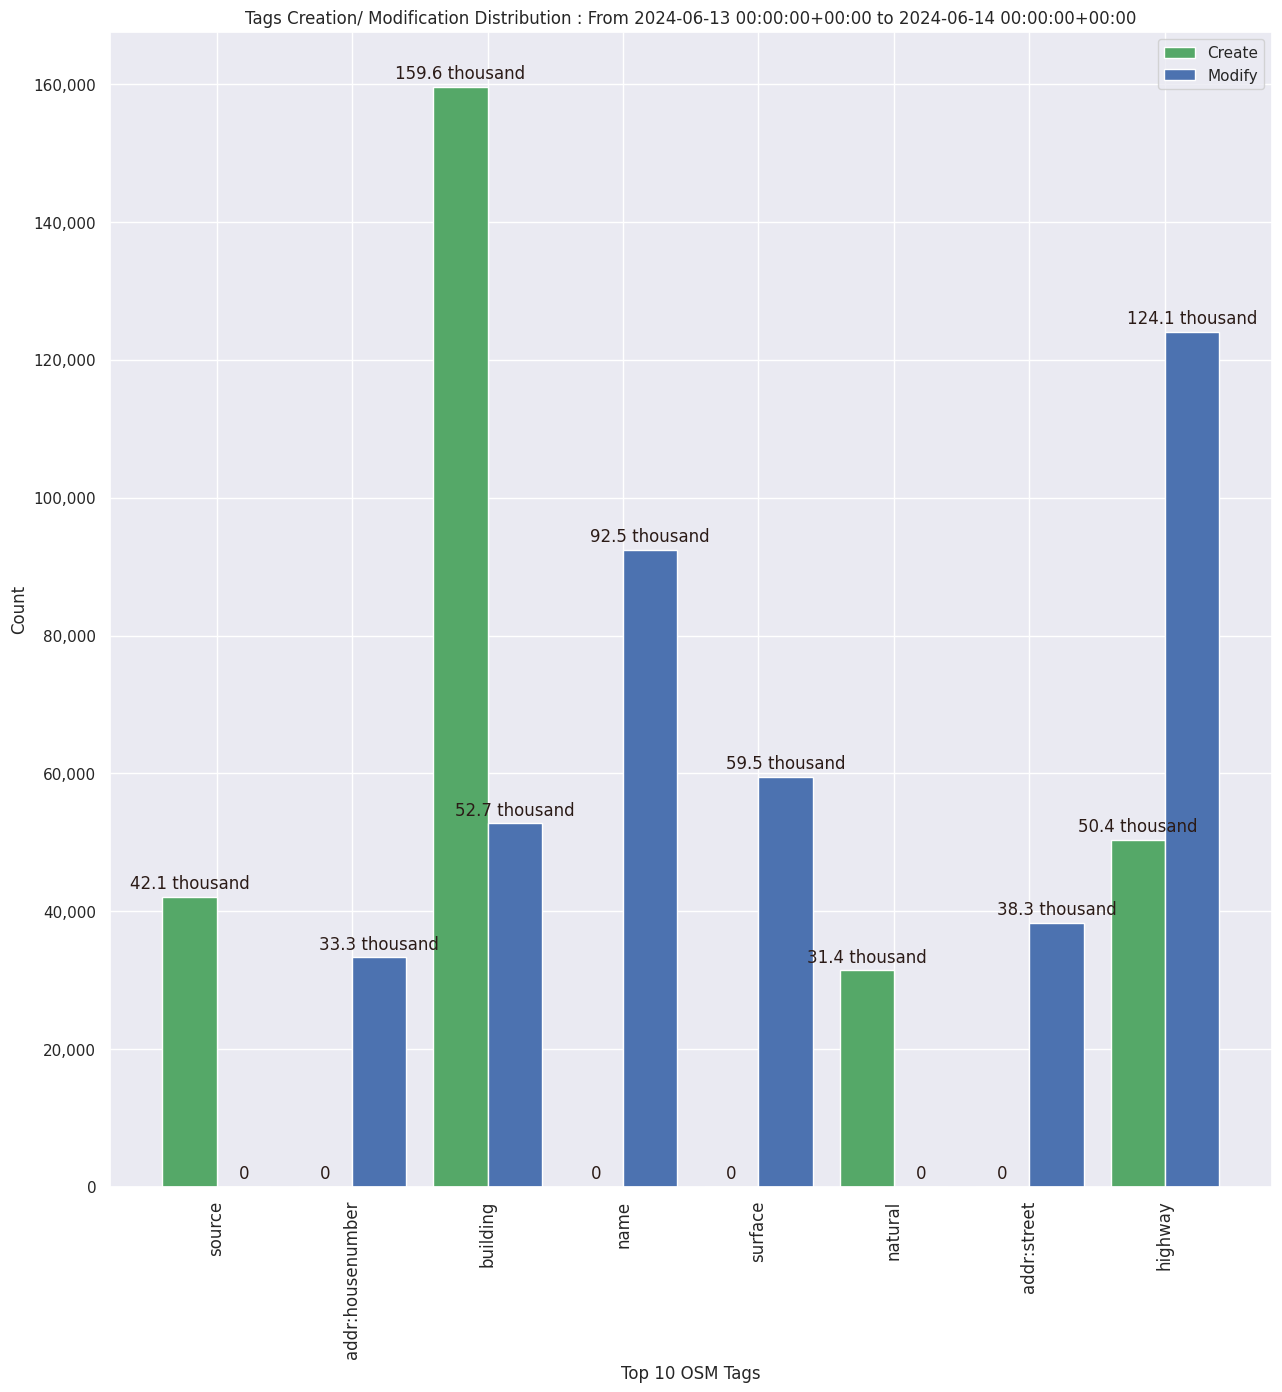 Tags Creation/ Modification Distribution : From 2024-06-13 00:00:00+00:00 to 2024-06-14 00:00:00+00:00
Create
Modify
Count
160,000
140,000
120,000
100,000
80,000
60,000
40,000
20,000
0
42.1 thousand
0
0
33.3 thousand
159.6 thousand
52.7 thousand
0
92.5 thousand
0
59.5 thousand
31.4 thousand
0
0
38.3 thousand
50.4 thousand
124.1 thousand
source
addr:housenumber
building
name
surface
natural
addr:street
highway
Top 10 OSM Tags